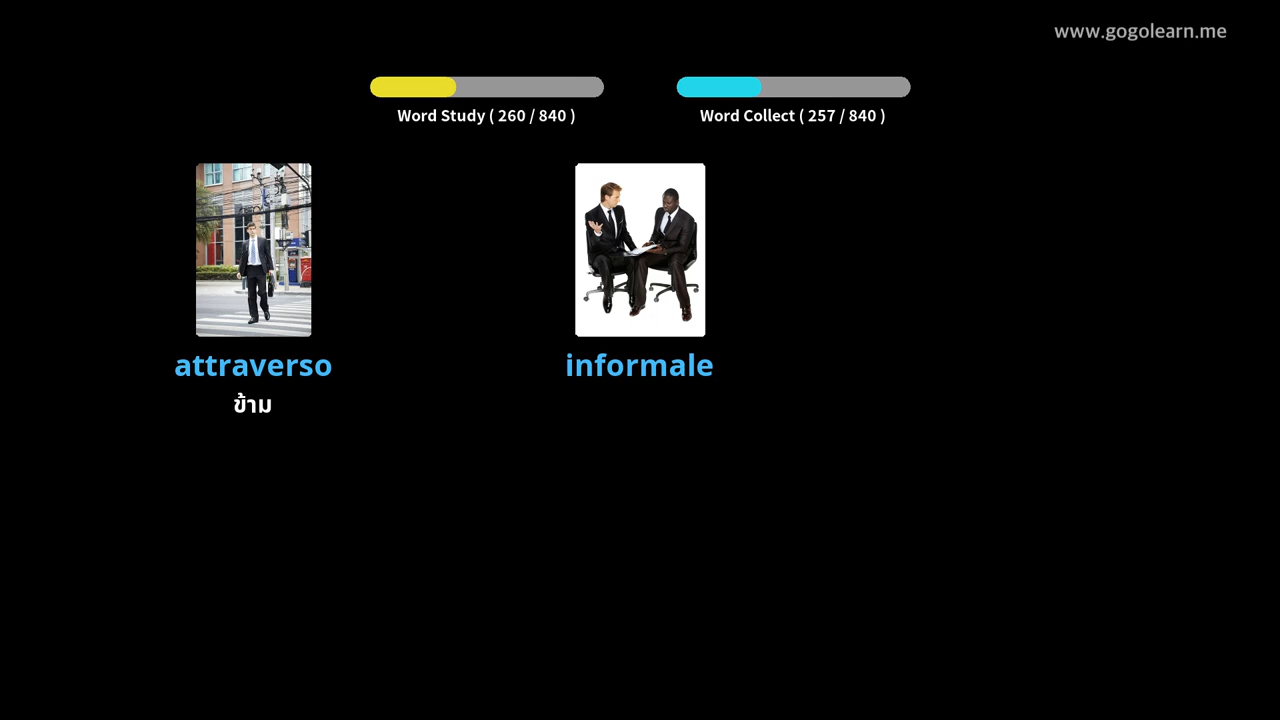 www.gogolearn.me
Word Study ( 260 / 840 )
Word Collect ( 257 / 840 )
attraverso
ข้าม
informale